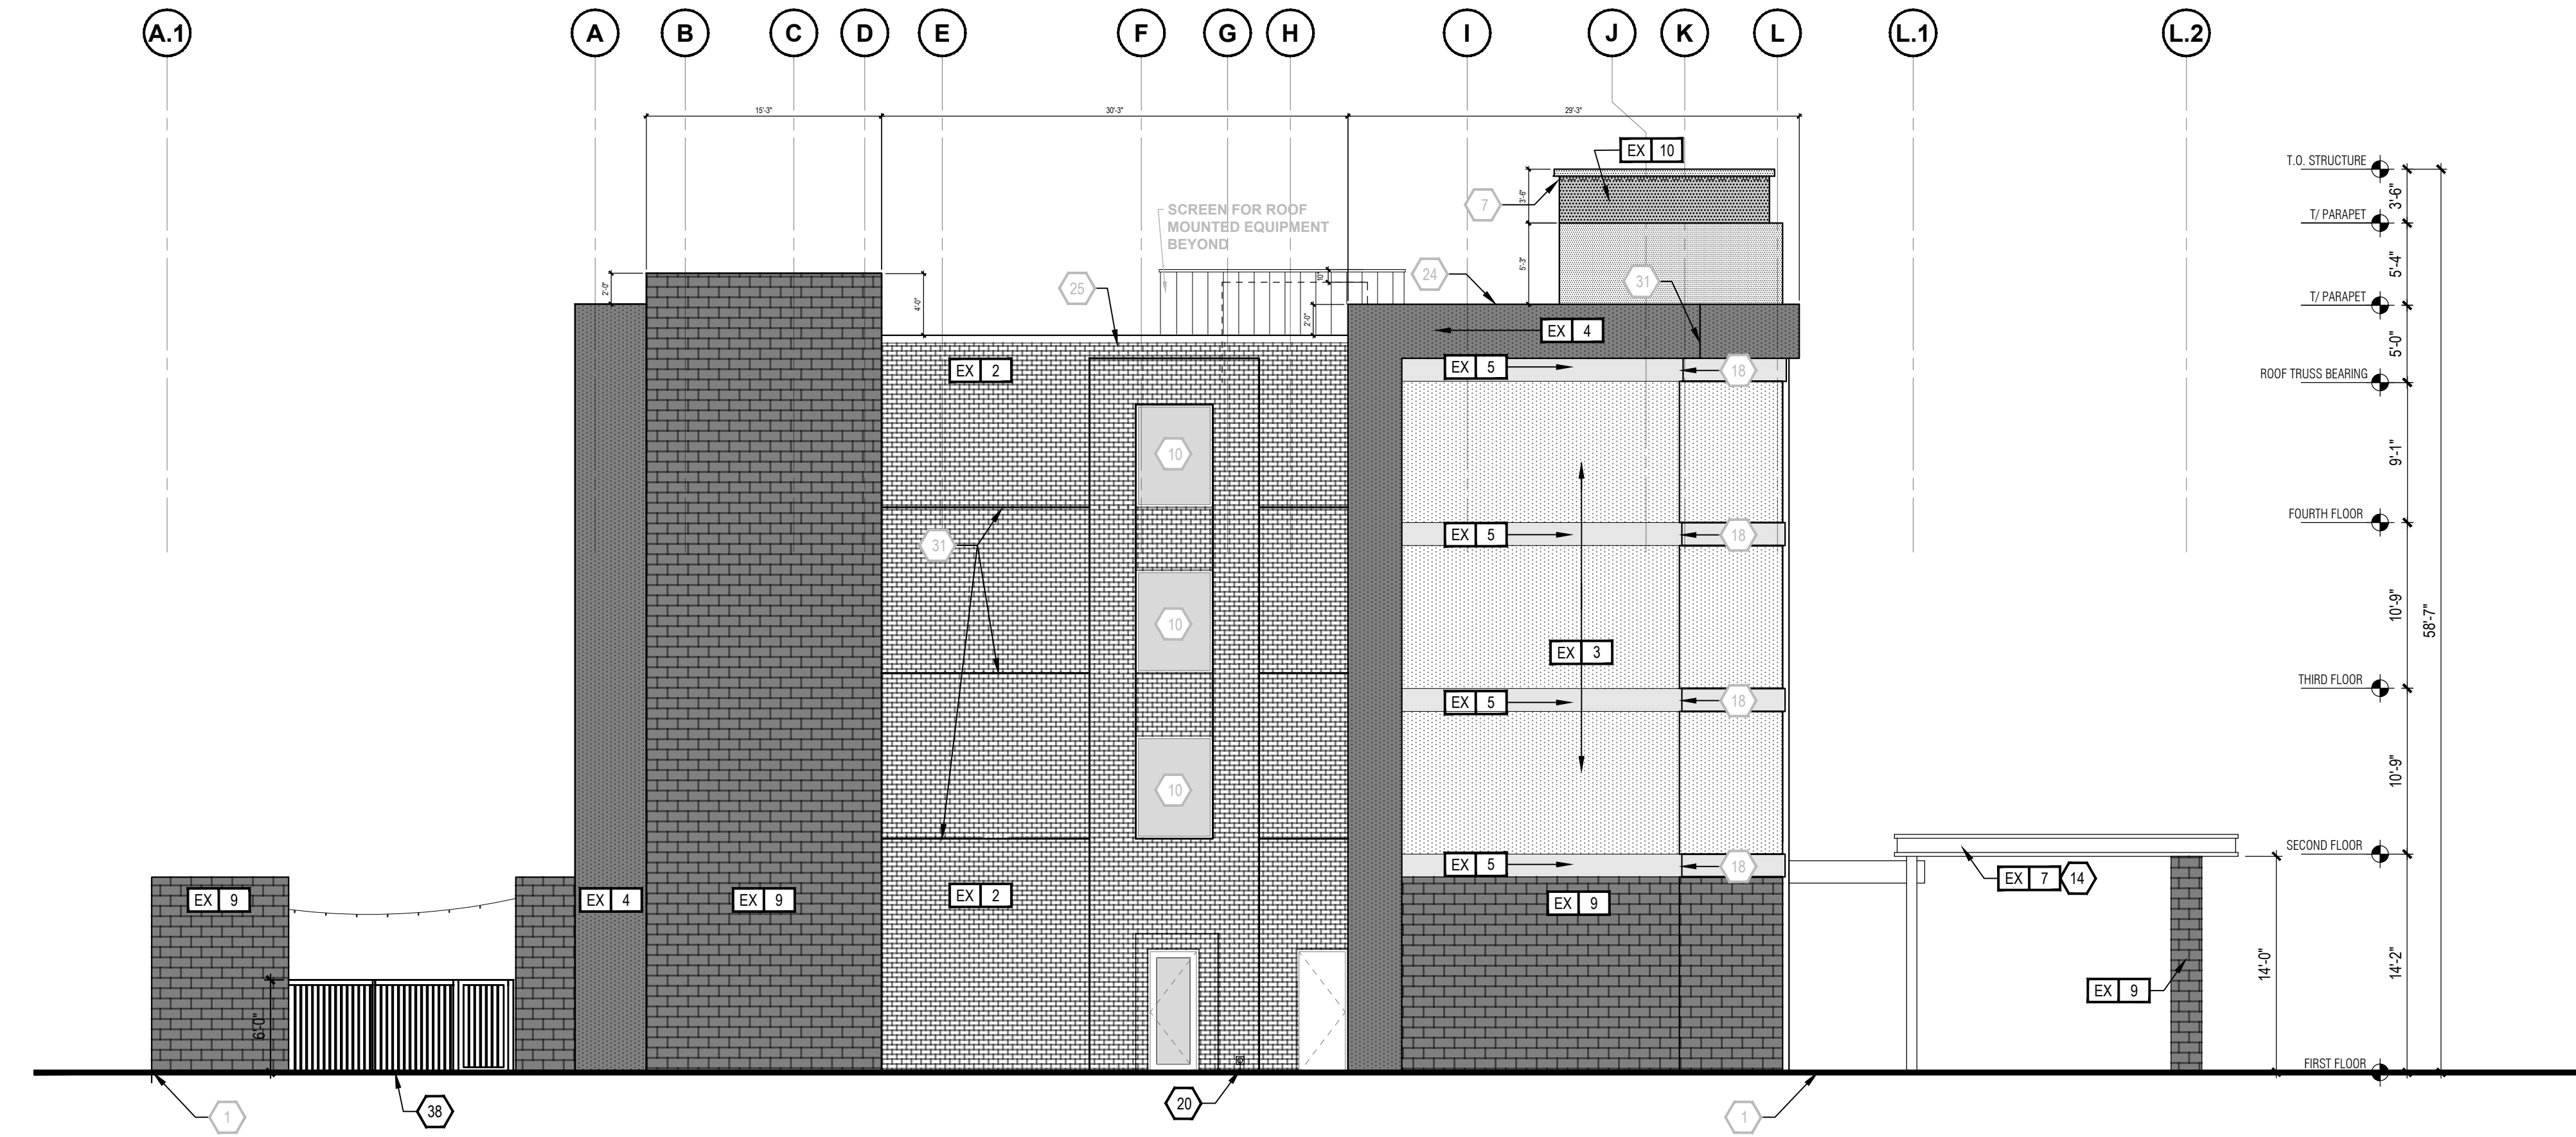 A.1 A B C D E F G H I J K L L.1 L.2
15'-3" 30'-3" 29'-3"
EX 10
T.O. STRUCTURE
3'-6"
3'-6"
7
SCREEN FOR ROOF
MOUNTED EQUIPMENT
BEYOND
T/ PARAPET
5'-3"
5'-4"
58'-7"
25
24
31
2'-0"
4'-0"
10"
2'-0"
T/ PARAPET
EX 4
5'-0"
EX 2
EX 5
18
ROOF TRUSS BEARING
10
9'-1"
FOURTH FLOOR
31
EX 5
18
10
10'-9"
EX 3
THIRD FLOOR
EX 5
18
10
10'-9"
SECOND FLOOR
EX 5
18
EX 7 14
EX 9
EX 4
EX 9
EX 2
EX 9
14'-0"
14'-2"
EX 9
6'-0"
FIRST FLOOR
1
38
20
1